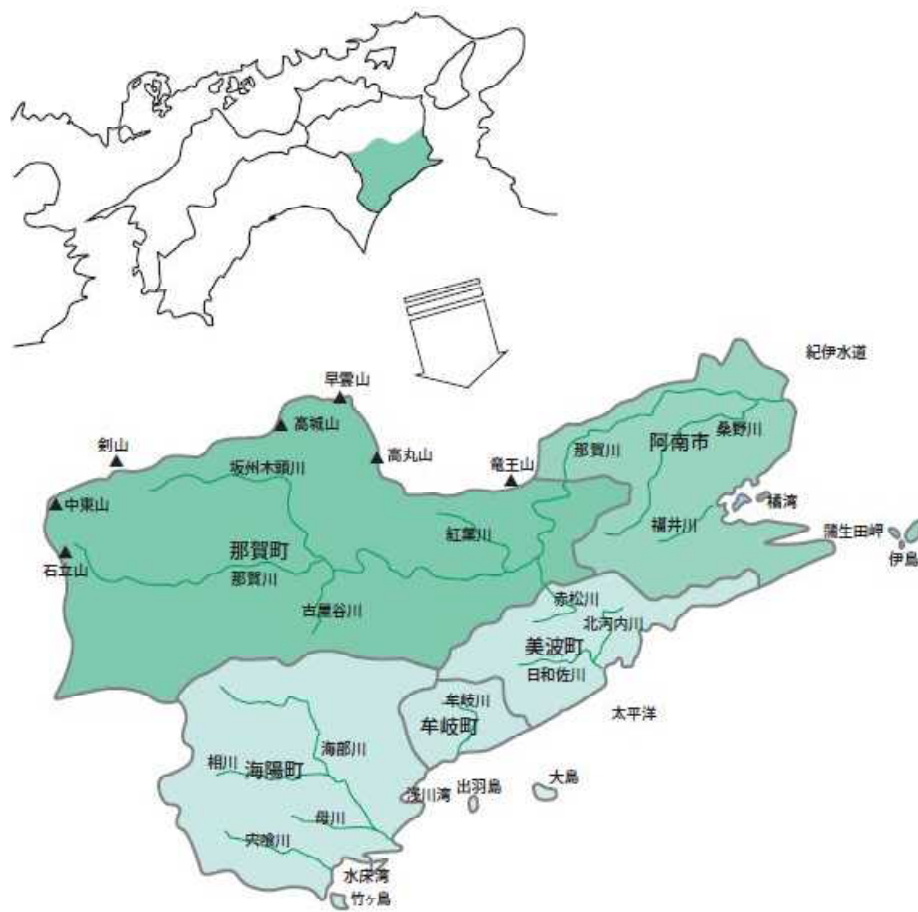 紀伊水道
早雲山
高城山
剣山
高丸山
竜王山
那賀川
阿南市
桑野川
坂州木頭川
中東山
橘湾
紅葉川
福井川
蒲生田岬
伊島
石立山
那賀町
那賀川
古屋谷川
赤松川
北河内川
美波町
日和佐川
牟岐川
牟岐町
太平洋
海部川
相川
海陽町
浅川湾
出羽島
大島
母川
宍喰川
水床湾
竹ヶ島